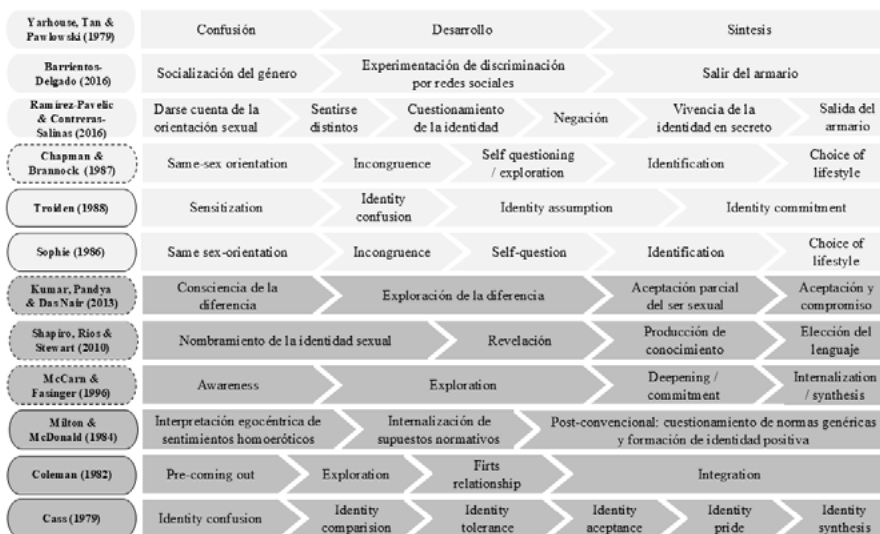 Yarhouse, Tan &
Pawlowski (1979)
Confusión
Desarrollo
Síntesis
Barrientos-
Delgado (2016)
Socialización del género
Experimentación de discriminación
por redes sociales
Salir del armario
Ramírez-Pavelic
& Contreras-
Salinas (2016)
Darse cuenta de la
orientación sexual
Sentirse
distintos
Cuestionamiento
de la identidad
Negación
Vivencia de la
identidad en secreto
Salida del
armario
Chapman &
Brannock (1987)
Same-sex orientation
Incongruence
Self questioning
/ exploration
Identification
Choice of
lifestyle
Troiden (1988)
Sensitization
Identity
confusion
Identity assumption
Identity commitment
Sophie (1986)
Same sex-orientation
Incongruence
Self-question
Identification
Choice of
lifestyle
Kumar, Pandya
& Das Nair (2013)
Consciencia de la
diferencia
Exploración de la diferencia
Aceptación parcial
del ser sexual
Aceptación y
compromiso
Shapiro, Rios &
Stewart (2010)
Nombramiento de la identidad sexual
Revelación
Producción de
conocimiento
Elección del
lenguaje
McCarn &
Fasinger (1996)
Awareness
Exploration
Deepening /
commitment
Internalization
/ synthesis
Milton &
McDonald (1984)
Interpretación egocéntrica de
sentimientos homoeróticos
Internalización de
supuestos normativos
Post-convencional: cuestionamiento de normas genéricas
y formación de identidad positiva
Coleman (1982)
Pre-coming out
Exploration
Firts
relationship
Integration
Cass (1979)
Identity confusion
Identity
comparision
Identity
tolerance
Identity
aceptance
Identity
pride
Identity
synthesis